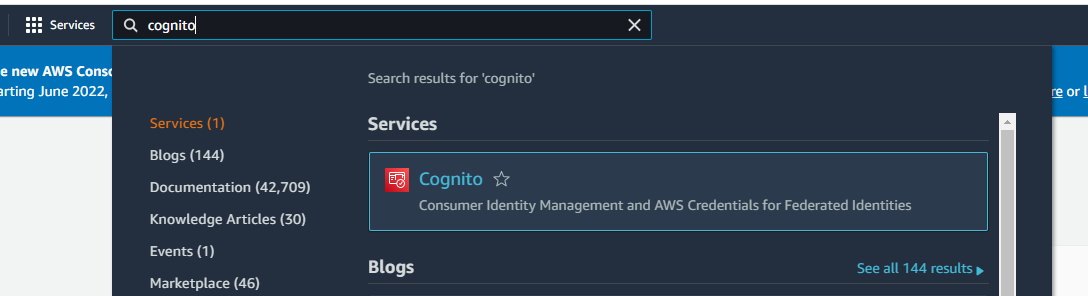 Services
cognito
e new AWS Conso
arting June 2022,
re or l
Search results for 'cognito'
Services (1)
Blogs (144)
Documentation (42,709)
Knowledge Articles (30)
Events (1)
Marketplace (46)
Services
Cognito
Consumer Identity Management and AWS Credentials for Federated Identities
Blogs
See all 144 results